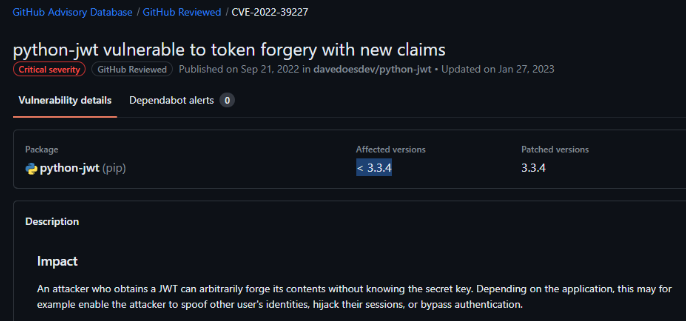 GitHub Advisory Database / GitHub Reviewed / CVE-2022-39227
python-jwt vulnerable to token forgery with new claims
Critical severity GitHub Reviewed Published on Sep 21, 2022 in davedoesdev/python-jwt • Updated on Jan 27, 2023
Vulnerability details Dependabot alerts 0
Package Affected versions Patched versions
python-jwt (pip) < 3.3.4 3.3.4
Description
Impact
An attacker who obtains a JWT can arbitrarily forge its contents without knowing the secret key. Depending on the application, this may for
example enable the attacker to spoof other user's identities, hijack their sessions, or bypass authentication.